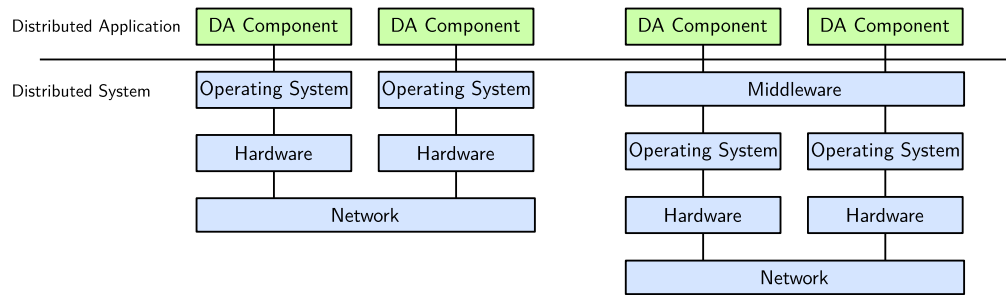 Distributed Application
DA Component
DA Component
DA Component
DA Component
Distributed System
Operating System
Operating System
Middleware
Hardware
Hardware
Operating System
Operating System
Network
Hardware
Hardware
Network